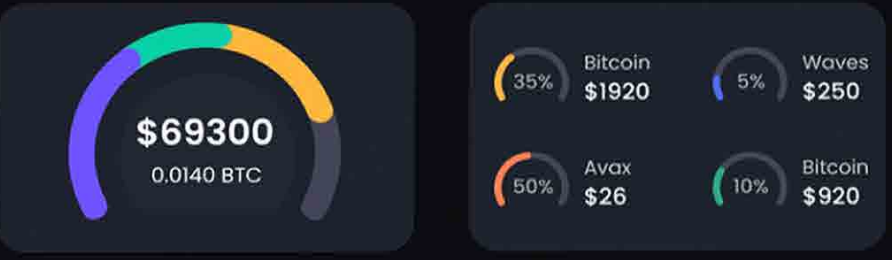 $69300
0.0140 BTC
35%
Bitcoin
$1920
5%
Waves
$250
50%
Avax
$26
10%
Bitcoin
$920